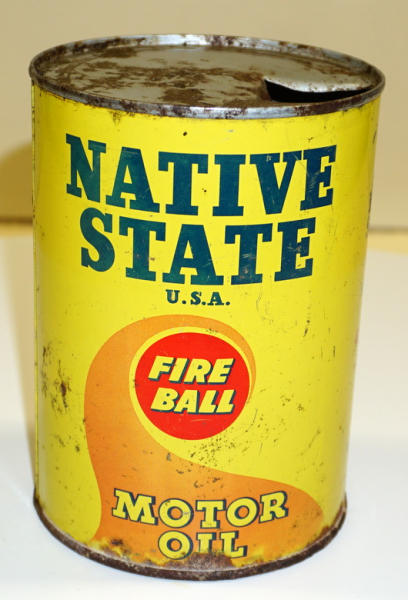 NATIVE
STATE
U.S.A.
FIRE
BALL
MOTOR
OIL